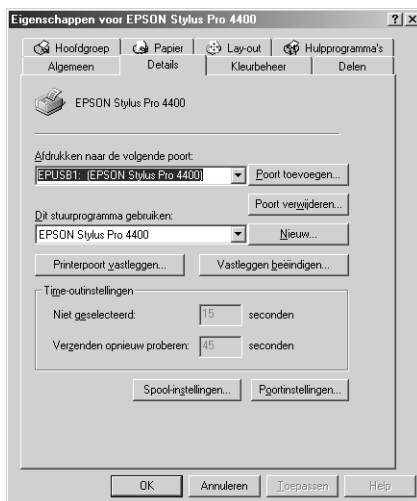 Eigenschappen voor EPSON Stylus Pro 4400
Hoofdgroep Papier Lay-out Hulpprogramma's
Algemeen Details Kleurbeheer Delen
EPSON Stylus Pro 4400
Afdrukken naar de volgende poort:
EPUSB1: (EPSON Stylus Pro 4400) Poort toevoegen...
Poort verwijderen...
Dit stuurprogramma gebruiken:
EPSON Stylus Pro 4400 Nieuw...
Printerpoort vastleggen... Vastleggen beëindigen...
Time-outinstellingen
Niet geselecteerd: 15 seconden
Verzenden opnieuw proberen: 45 seconden
Spool-instellingen... Poortinstellingen...
OK Annuleren Toepassen Help